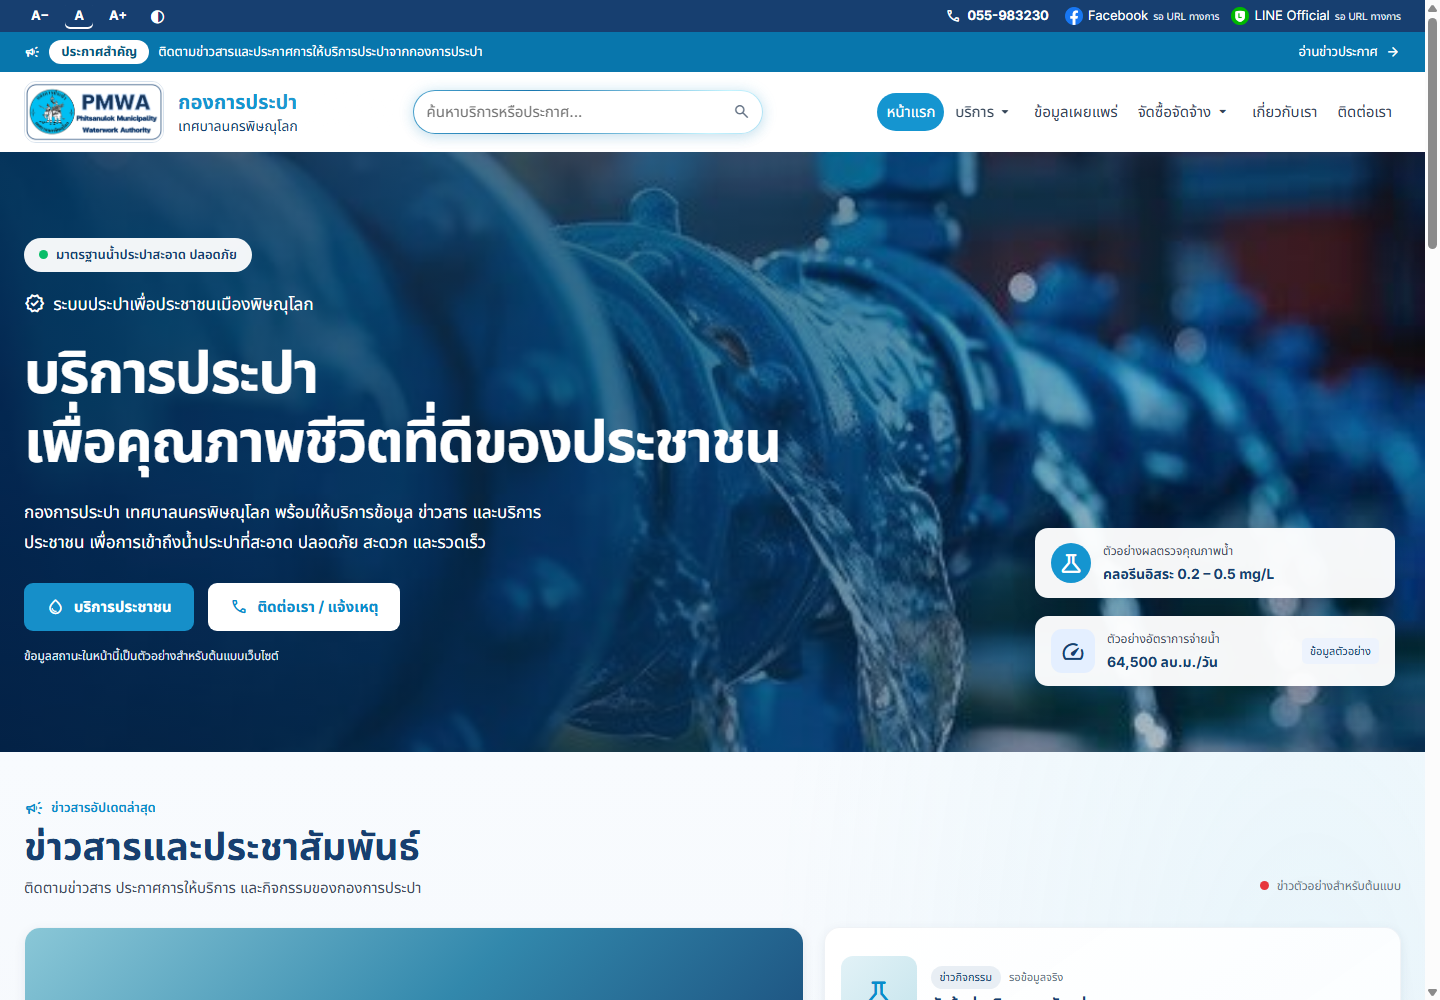 A− A A+
055-983230 Facebook รอ URL ทางการ LINE Official รอ URL ทางการ
ประกาศสำคัญ ติดตามข่าวสารและประกาศการให้บริการประปาจากกองการประปา อ่านข่าวประกาศ
PMWA
Phitsanulok Municipality
Waterwork Authority
กองการประปา
เทศบาลนครพิษณุโลก
ค้นหาบริการหรือประกาศ...
หน้าแรก บริการ ข้อมูลเผยแพร่ จัดซื้อจัดจ้าง เกี่ยวกับเรา ติดต่อเรา
มาตรฐานน้ำประปาสะอาด ปลอดภัย
ระบบประปาเพื่อประชาชนเมืองพิษณุโลก
บริการประปา
เพื่อคุณภาพชีวิตที่ดีของประชาชน
กองการประปา เทศบาลนครพิษณุโลก พร้อมให้บริการข้อมูล ข่าวสาร และบริการ
ประชาชน เพื่อการเข้าถึงน้ำประปาที่สะอาด ปลอดภัย สะดวก และรวดเร็ว
บริการประชาชน ติดต่อเรา / แจ้งเหตุ
ข้อมูลสถานะในหน้านี้เป็นตัวอย่างสำหรับต้นแบบเว็บไซต์
ตัวอย่างผลตรวจคุณภาพน้ำ
คลอรีนอิสระ 0.2 – 0.5 mg/L
ตัวอย่างอัตราการจ่ายน้ำ
64,500 ลบ.ม./วัน
ข้อมูลตัวอย่าง
ข่าวสารอัปเดตล่าสุด
ข่าวสารและประชาสัมพันธ์
ติดตามข่าวสาร ประกาศการให้บริการ และกิจกรรมของกองการประปา
ข่าวตัวอย่างสำหรับต้นแบบ
ข่าวกิจกรรม รอข้อมูลจริง